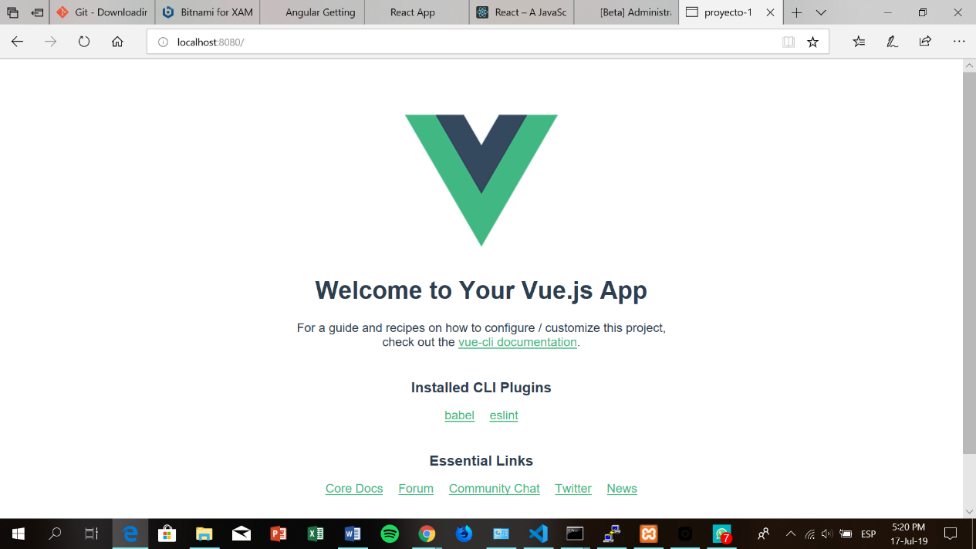 Git - Downloadir
Bitnami for XAM
Angular Getting
React App
React – A JavaSc
[Beta] Administra
proyecto-1
localhost:8080/
Welcome to Your Vue.js App
For a guide and recipes on how to configure / customize this project,
check out the vue-cli documentation.
Installed CLI Plugins
babel eslint
Essential Links
Core Docs Forum Community Chat Twitter News
7
ESP
5:20 PM
17-Jul-19